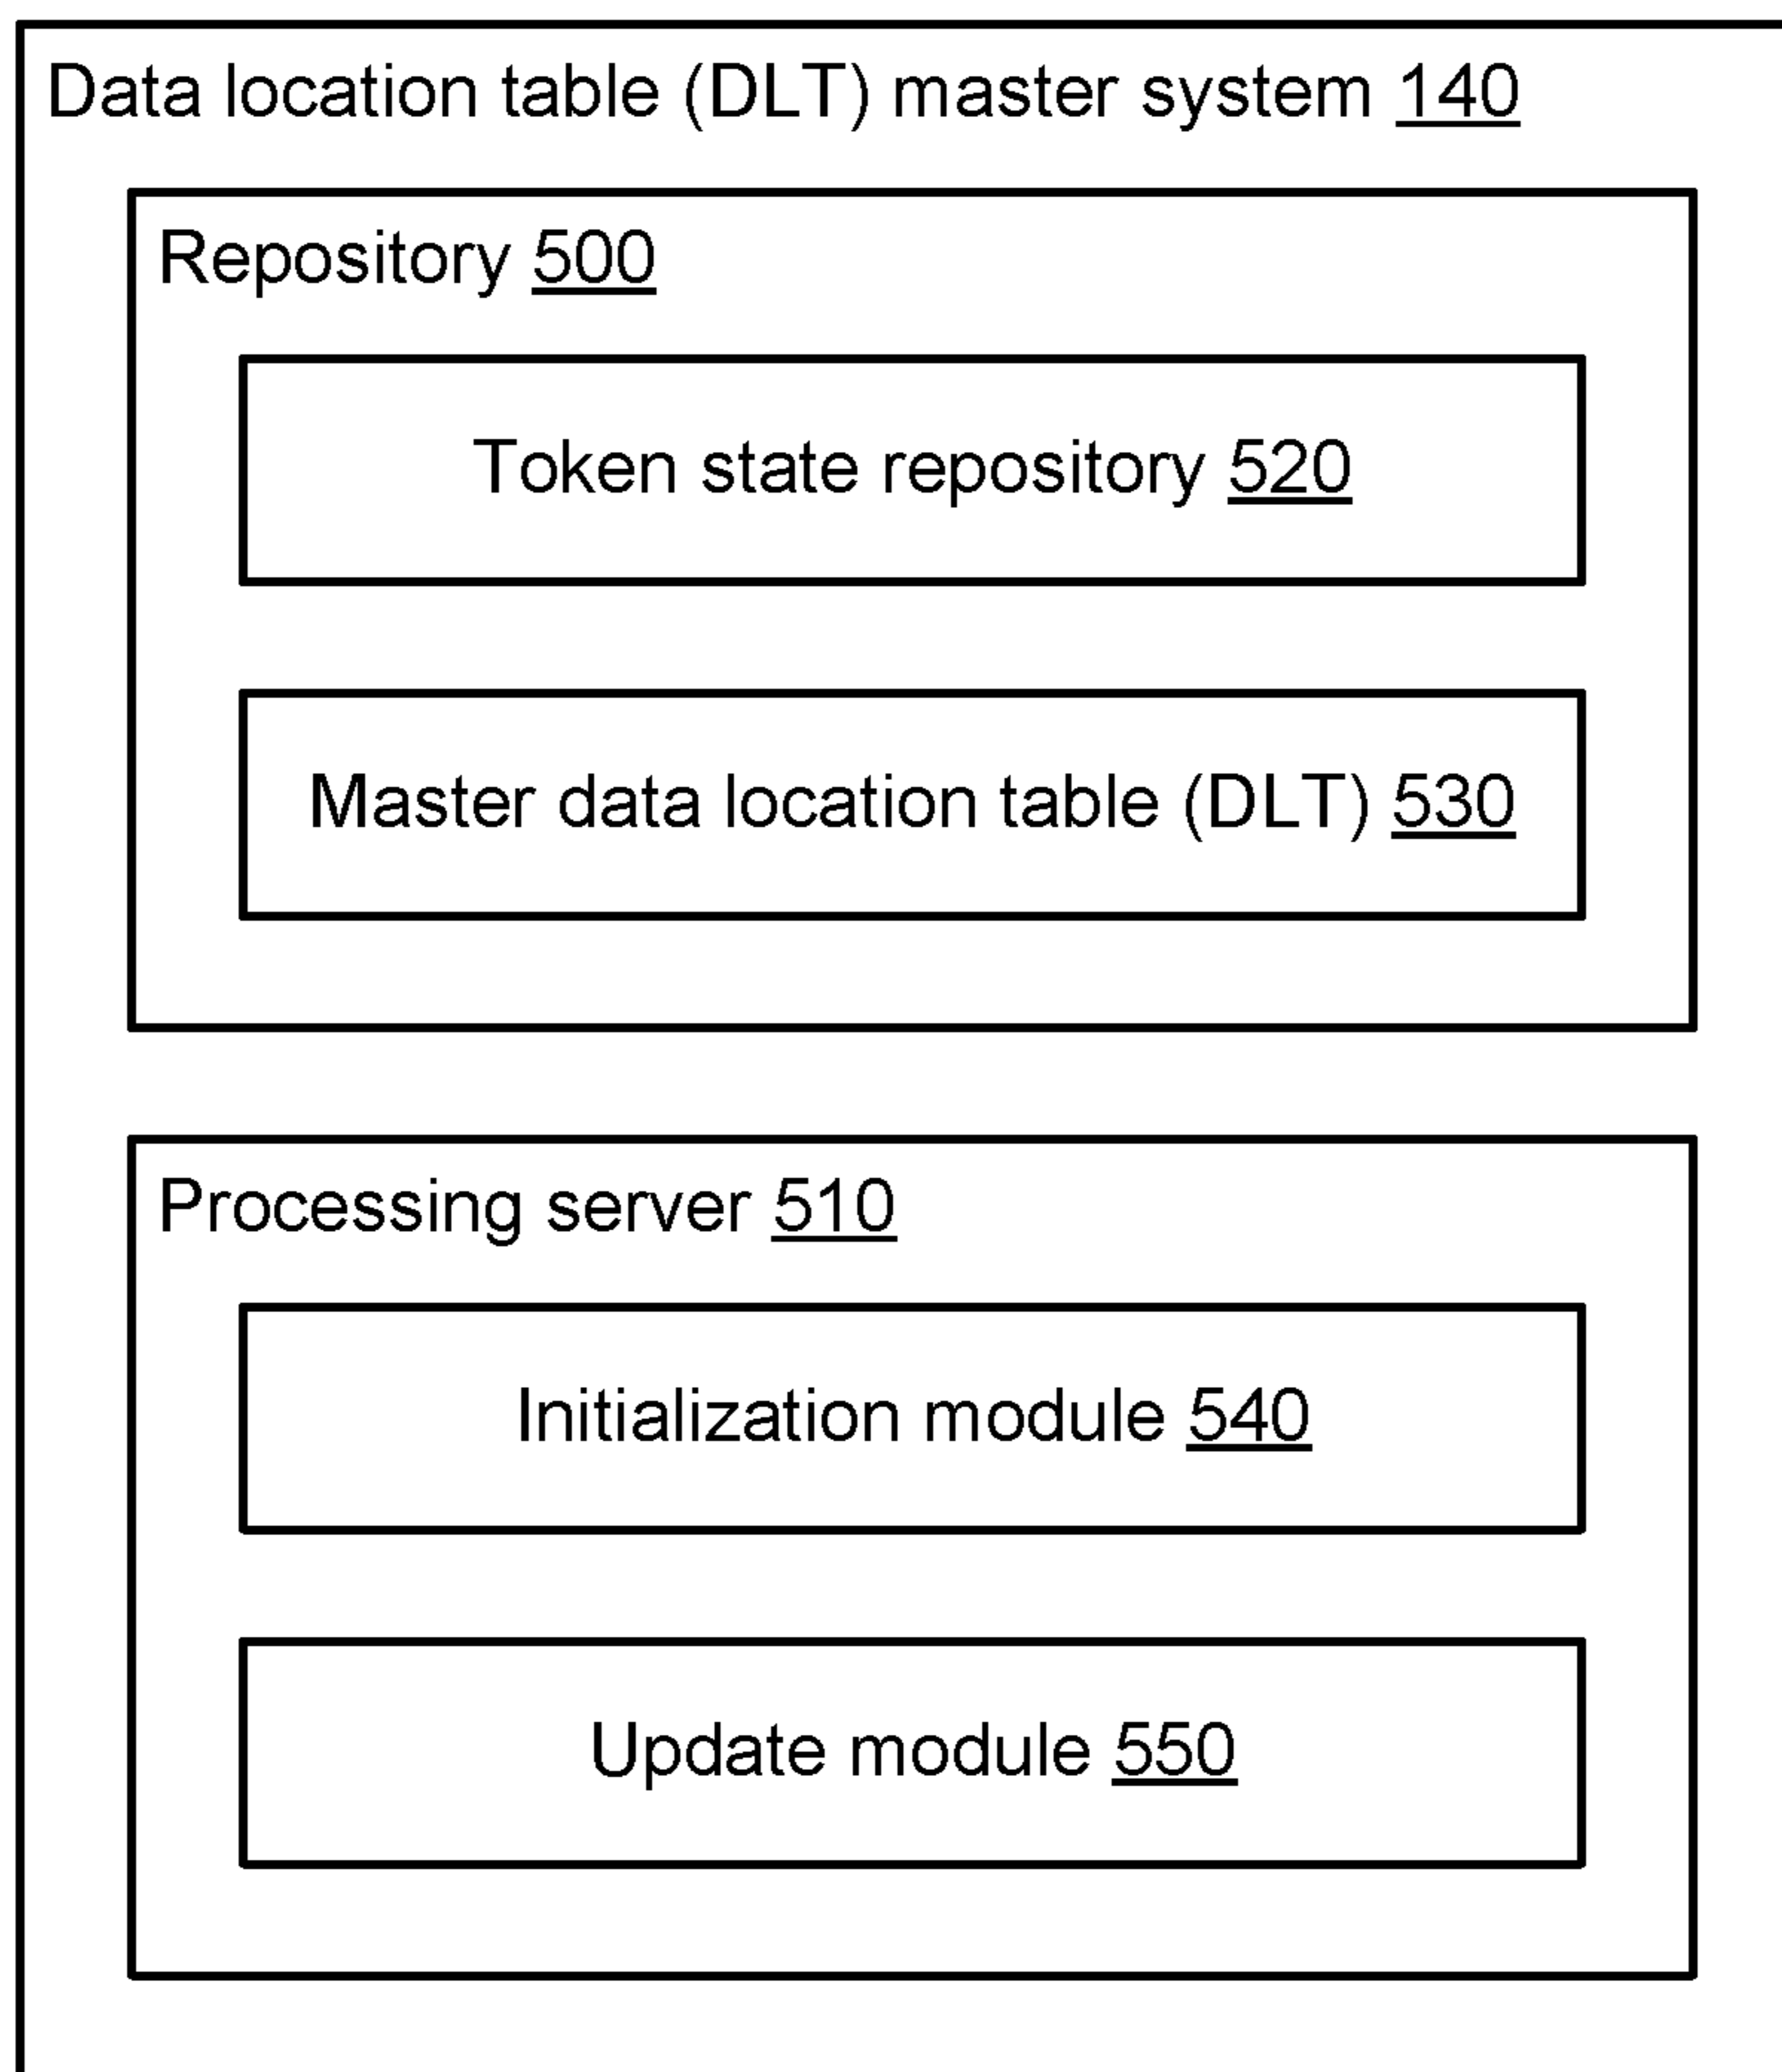 Data location table (DLT) master system 140
Repository 500
Token state repository 520
Master data location table (DLT) 530
Processing server 510
Initialization module 540
Update module 550